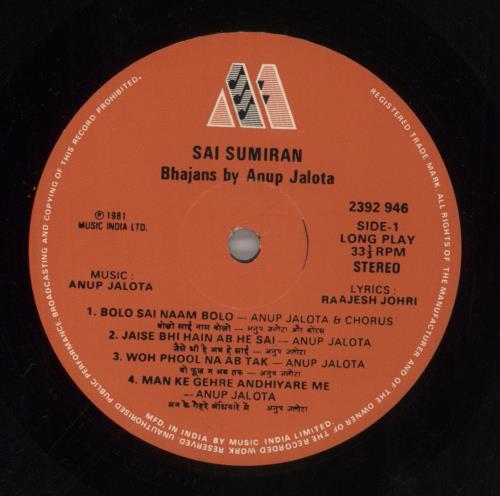 SAI SUMIRAN
Bhajans by Anup Jalota
2392 946
℗ 1981
MUSIC INDIA LTD.
SIDE-1
LONG PLAY
33⅓ RPM
STEREO
MUSIC :
ANUP JALOTA
LYRICS :
RAAJESH JOHRI
1. BOLO SAI NAAM BOLO — ANUP JALOTA & CHORUS
बोलो साई नाम बोलो — अनुप जलोटा और कोरस
2. JAISE BHI HAIN AB HE SAI — ANUP JALOTA
जैसे भी हैं अब हे साई — अनुप जलोटा
3. WOH PHOOL NA AB TAK — ANUP JALOTA
वो फूल न अब तक — अनुप जलोटा
4. MAN KE GEHRE ANDHIYARE ME
— ANUP JALOTA
मन के गहरे अंधियारे में — अनुप जलोटा
REGISTERED TRADE MARK. ALL RIGHTS OF THE MANUFACTURER AND OF THE OWNER OF THE RECORDED WORK RESERVED. UNAUTHORISED PUBLIC PERFORMANCE, BROADCASTING AND COPYING OF THIS RECORD PROHIBITED.
MFD. IN INDIA BY MUSIC INDIA LIMITED.